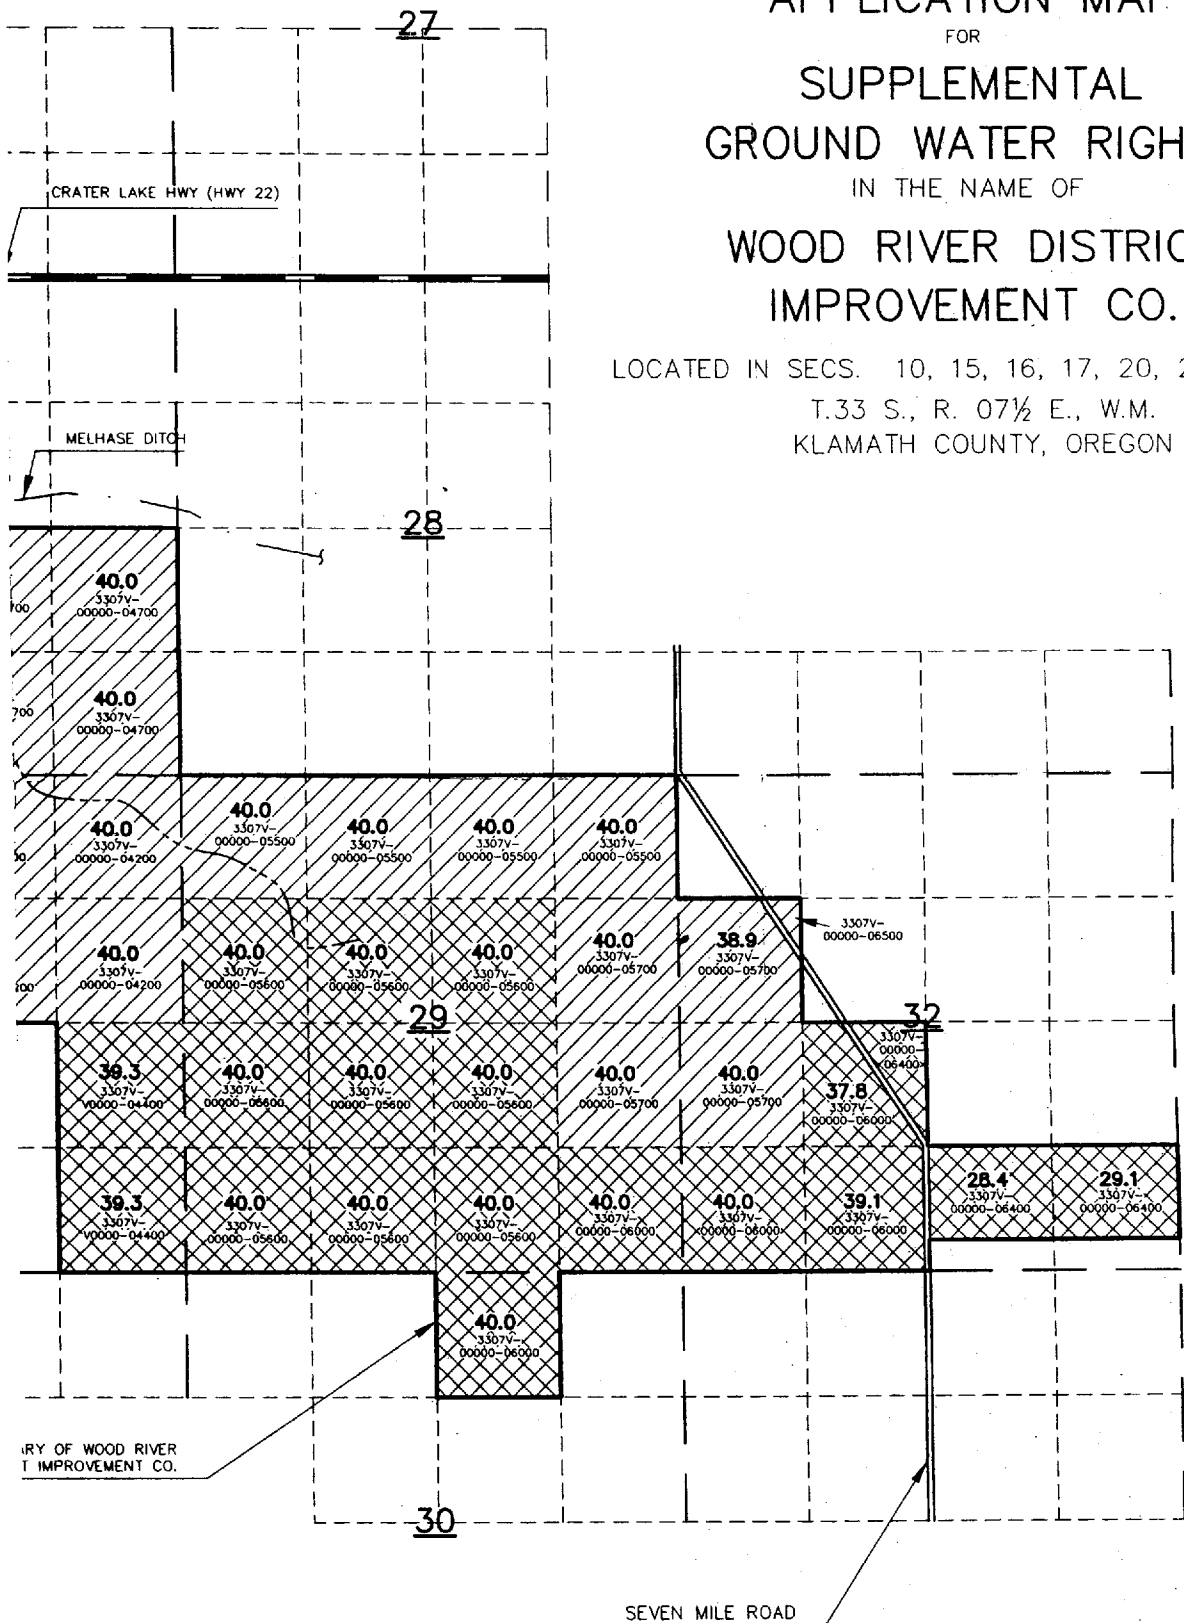 APPLICATION MAP
FOR
SUPPLEMENTAL
GROUND WATER RIGH
IN THE NAME OF
WOOD RIVER DISTRIC
IMPROVEMENT CO.
LOCATED IN SECS. 10, 15, 16, 17, 20, 2
T.33 S., R. 07½ E., W.M.
KLAMATH COUNTY, OREGON
27
CRATER LAKE HWY (HWY 22)
MELHASE DITCH
28
700
40.0
3307V-
00000-04700
700
40.0
3307V-
00000-04700
40.0
3307V-
00000-04200
40.0
3307V-
00000-05500
40.0
3307V-
00000-05500
40.0
3307V-
00000-05500
40.0
3307V-
00000-05500
200
40.0
3307V-
00000-04200
40.0
3307V-
00000-05600
40.0
3307V-
00000-05600
40.0
3307V-
00000-05600
40.0
3307V-
00000-05700
38.9
3307V-
00000-05700
3307V-
00000-06500
29
32
3307V-
00000-
06400
39.3
3307V-
V0000-04400
40.0
3307V-
00000-05600
40.0
3307V-
00000-05600
40.0
3307V-
00000-05600
40.0
3307V-
00000-05700
40.0
3307V-
00000-05700
37.8
3307V-
00000-06000
39.3
3307V-
V0000-04400
40.0
3307V-
00000-05600
40.0
3307V-
00000-05600
40.0
3307V-
00000-05600
40.0
3307V-
00000-06000
40.0
3307V-
00000-06000
39.1
3307V-
00000-06000
28.4
3307V-
00000-06400
29.1
3307V-
00000-06400
40.0
3307V-
00000-06000
RY OF WOOD RIVER
T IMPROVEMENT CO.
30
SEVEN MILE ROAD